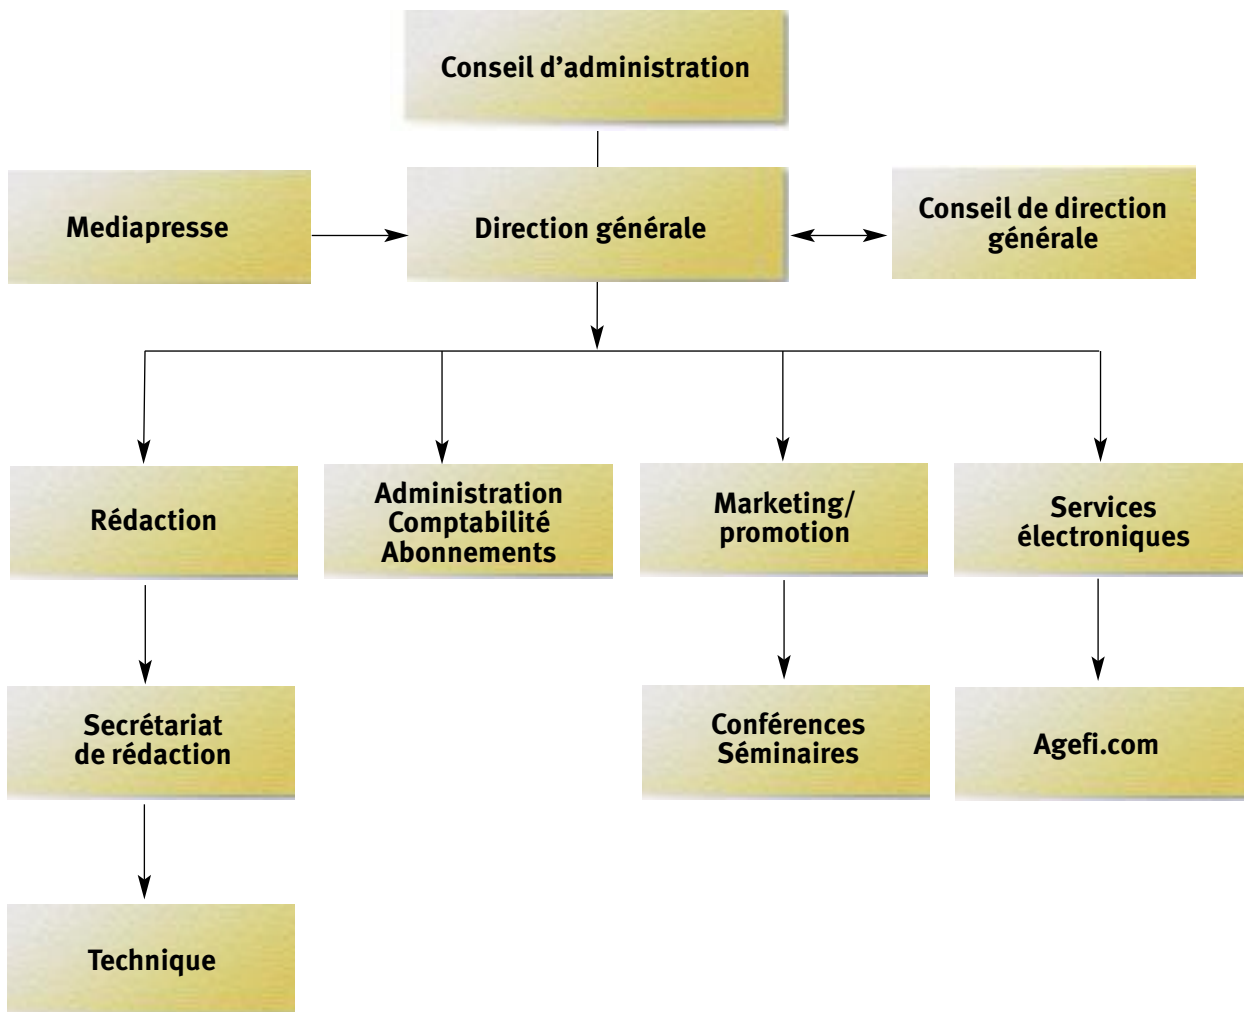 Conseil d’administration
Mediapresse
Direction générale
Conseil de direction
générale
Rédaction
Administration
Comptabilité
Abonnements
Marketing/
promotion
Services
électroniques
Secrétariat
de rédaction
Conférences
Séminaires
Agefi.com
Technique